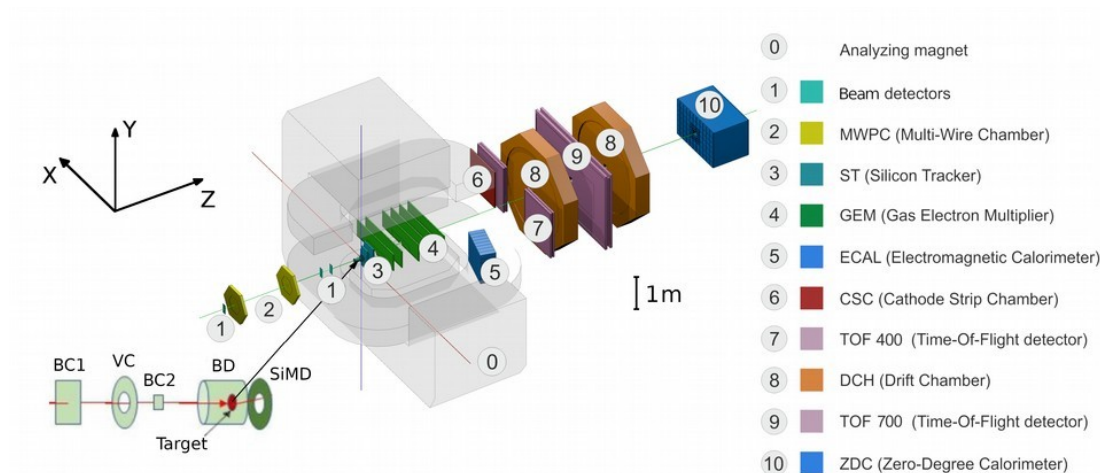 Y
X
Z
1
2
1
3
4
5
0
6
7
8
9
8
10
1m
BC1
VC
BC2
BD
SiMD
Target
0 Analyzing magnet
1 Beam detectors
2 MWPC (Multi-Wire Chamber)
3 ST (Silicon Tracker)
4 GEM (Gas Electron Multiplier)
5 ECAL (Electromagnetic Calorimeter)
6 CSC (Cathode Strip Chamber)
7 TOF 400 (Time-Of-Flight detector)
8 DCH (Drift Chamber)
9 TOF 700 (Time-Of-Flight detector)
10 ZDC (Zero-Degree Calorimeter)